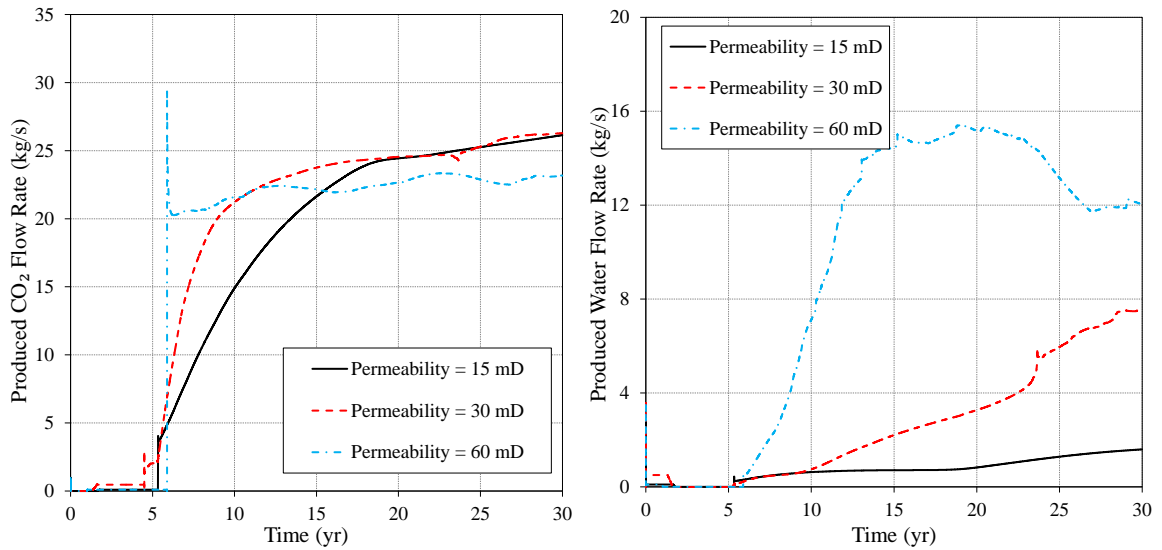 Produced CO₂ Flow Rate (kg/s)
35
30
25
20
15
10
5
0
Permeability = 15 mD
Permeability = 30 mD
Permeability = 60 mD
0 5 10 15 20 25 30
Time (yr)
Produced Water Flow Rate (kg/s)
20
16
12
8
4
0
Permeability = 15 mD
Permeability = 30 mD
Permeability = 60 mD
0 5 10 15 20 25 30
Time (yr)